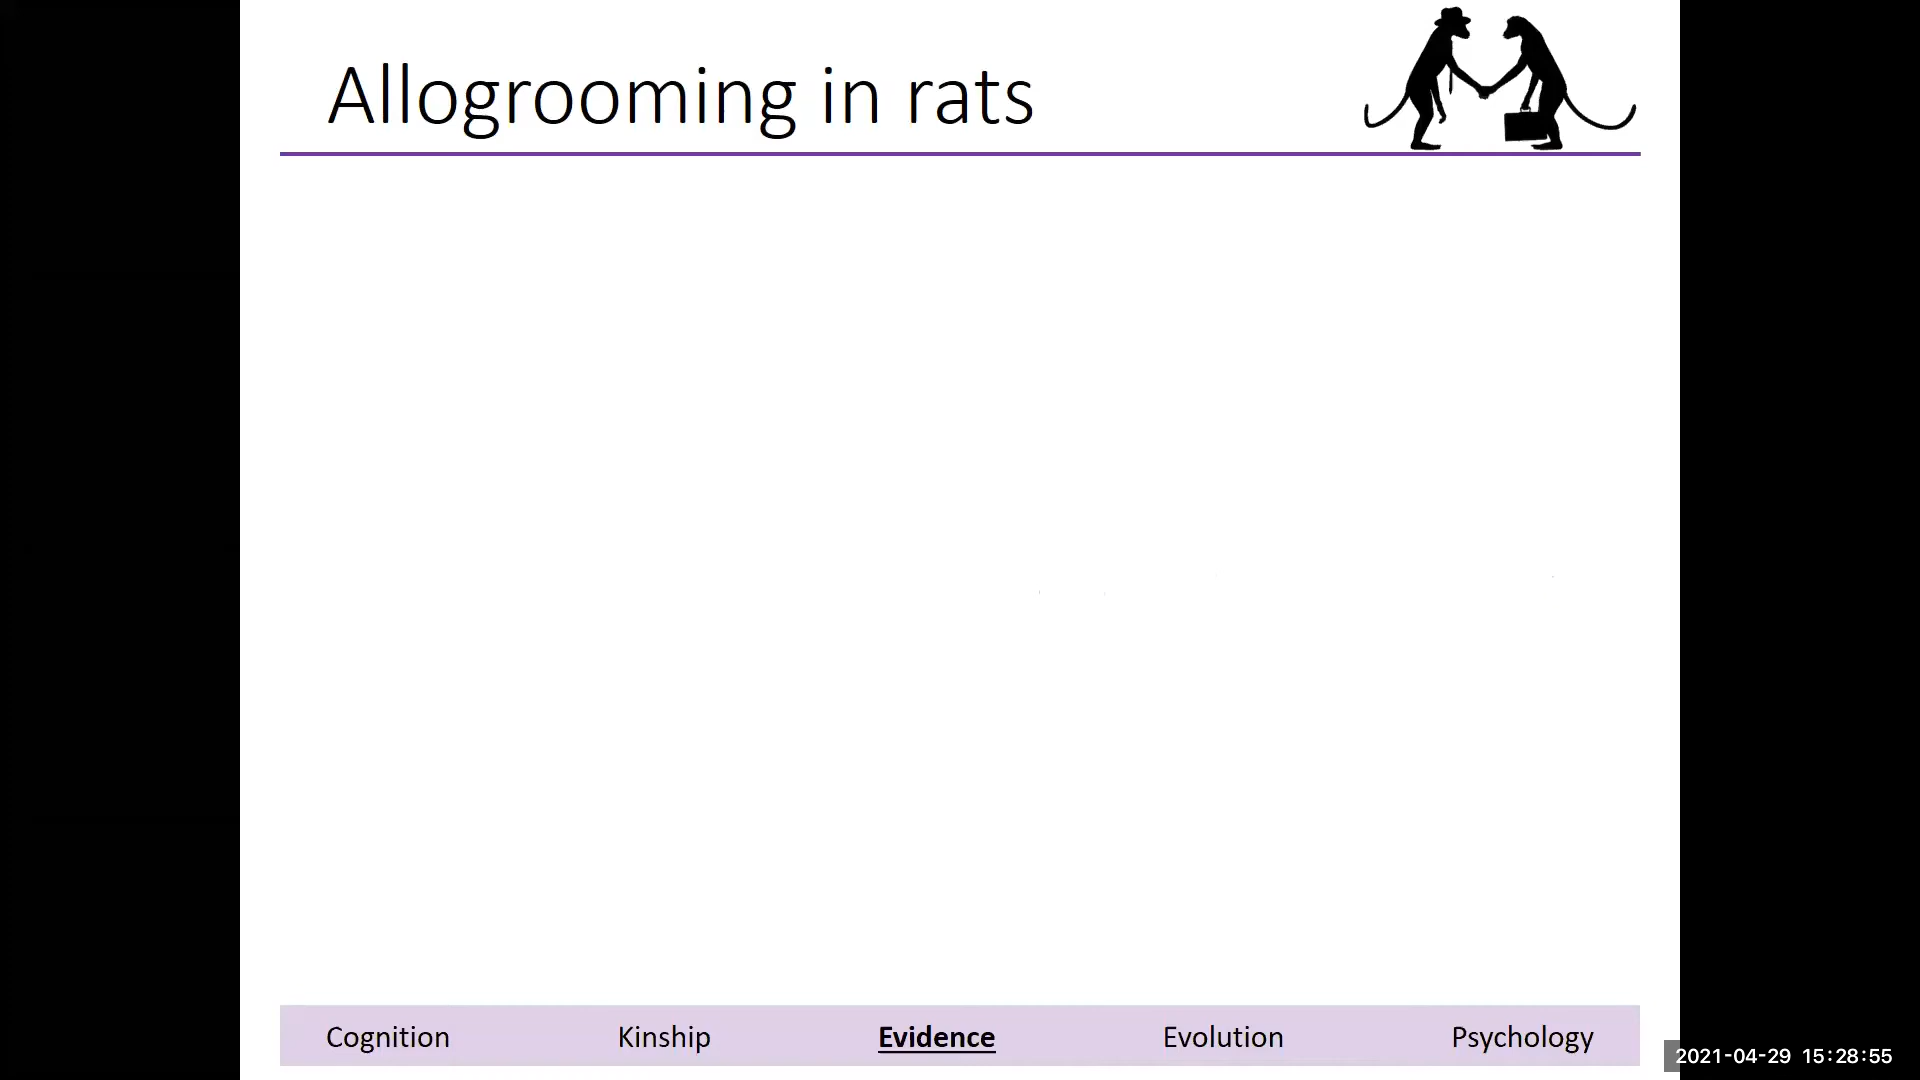 Allogrooming in rats
Cognition Kinship Evidence Evolution Psychology
2021-04-29 15:28:55